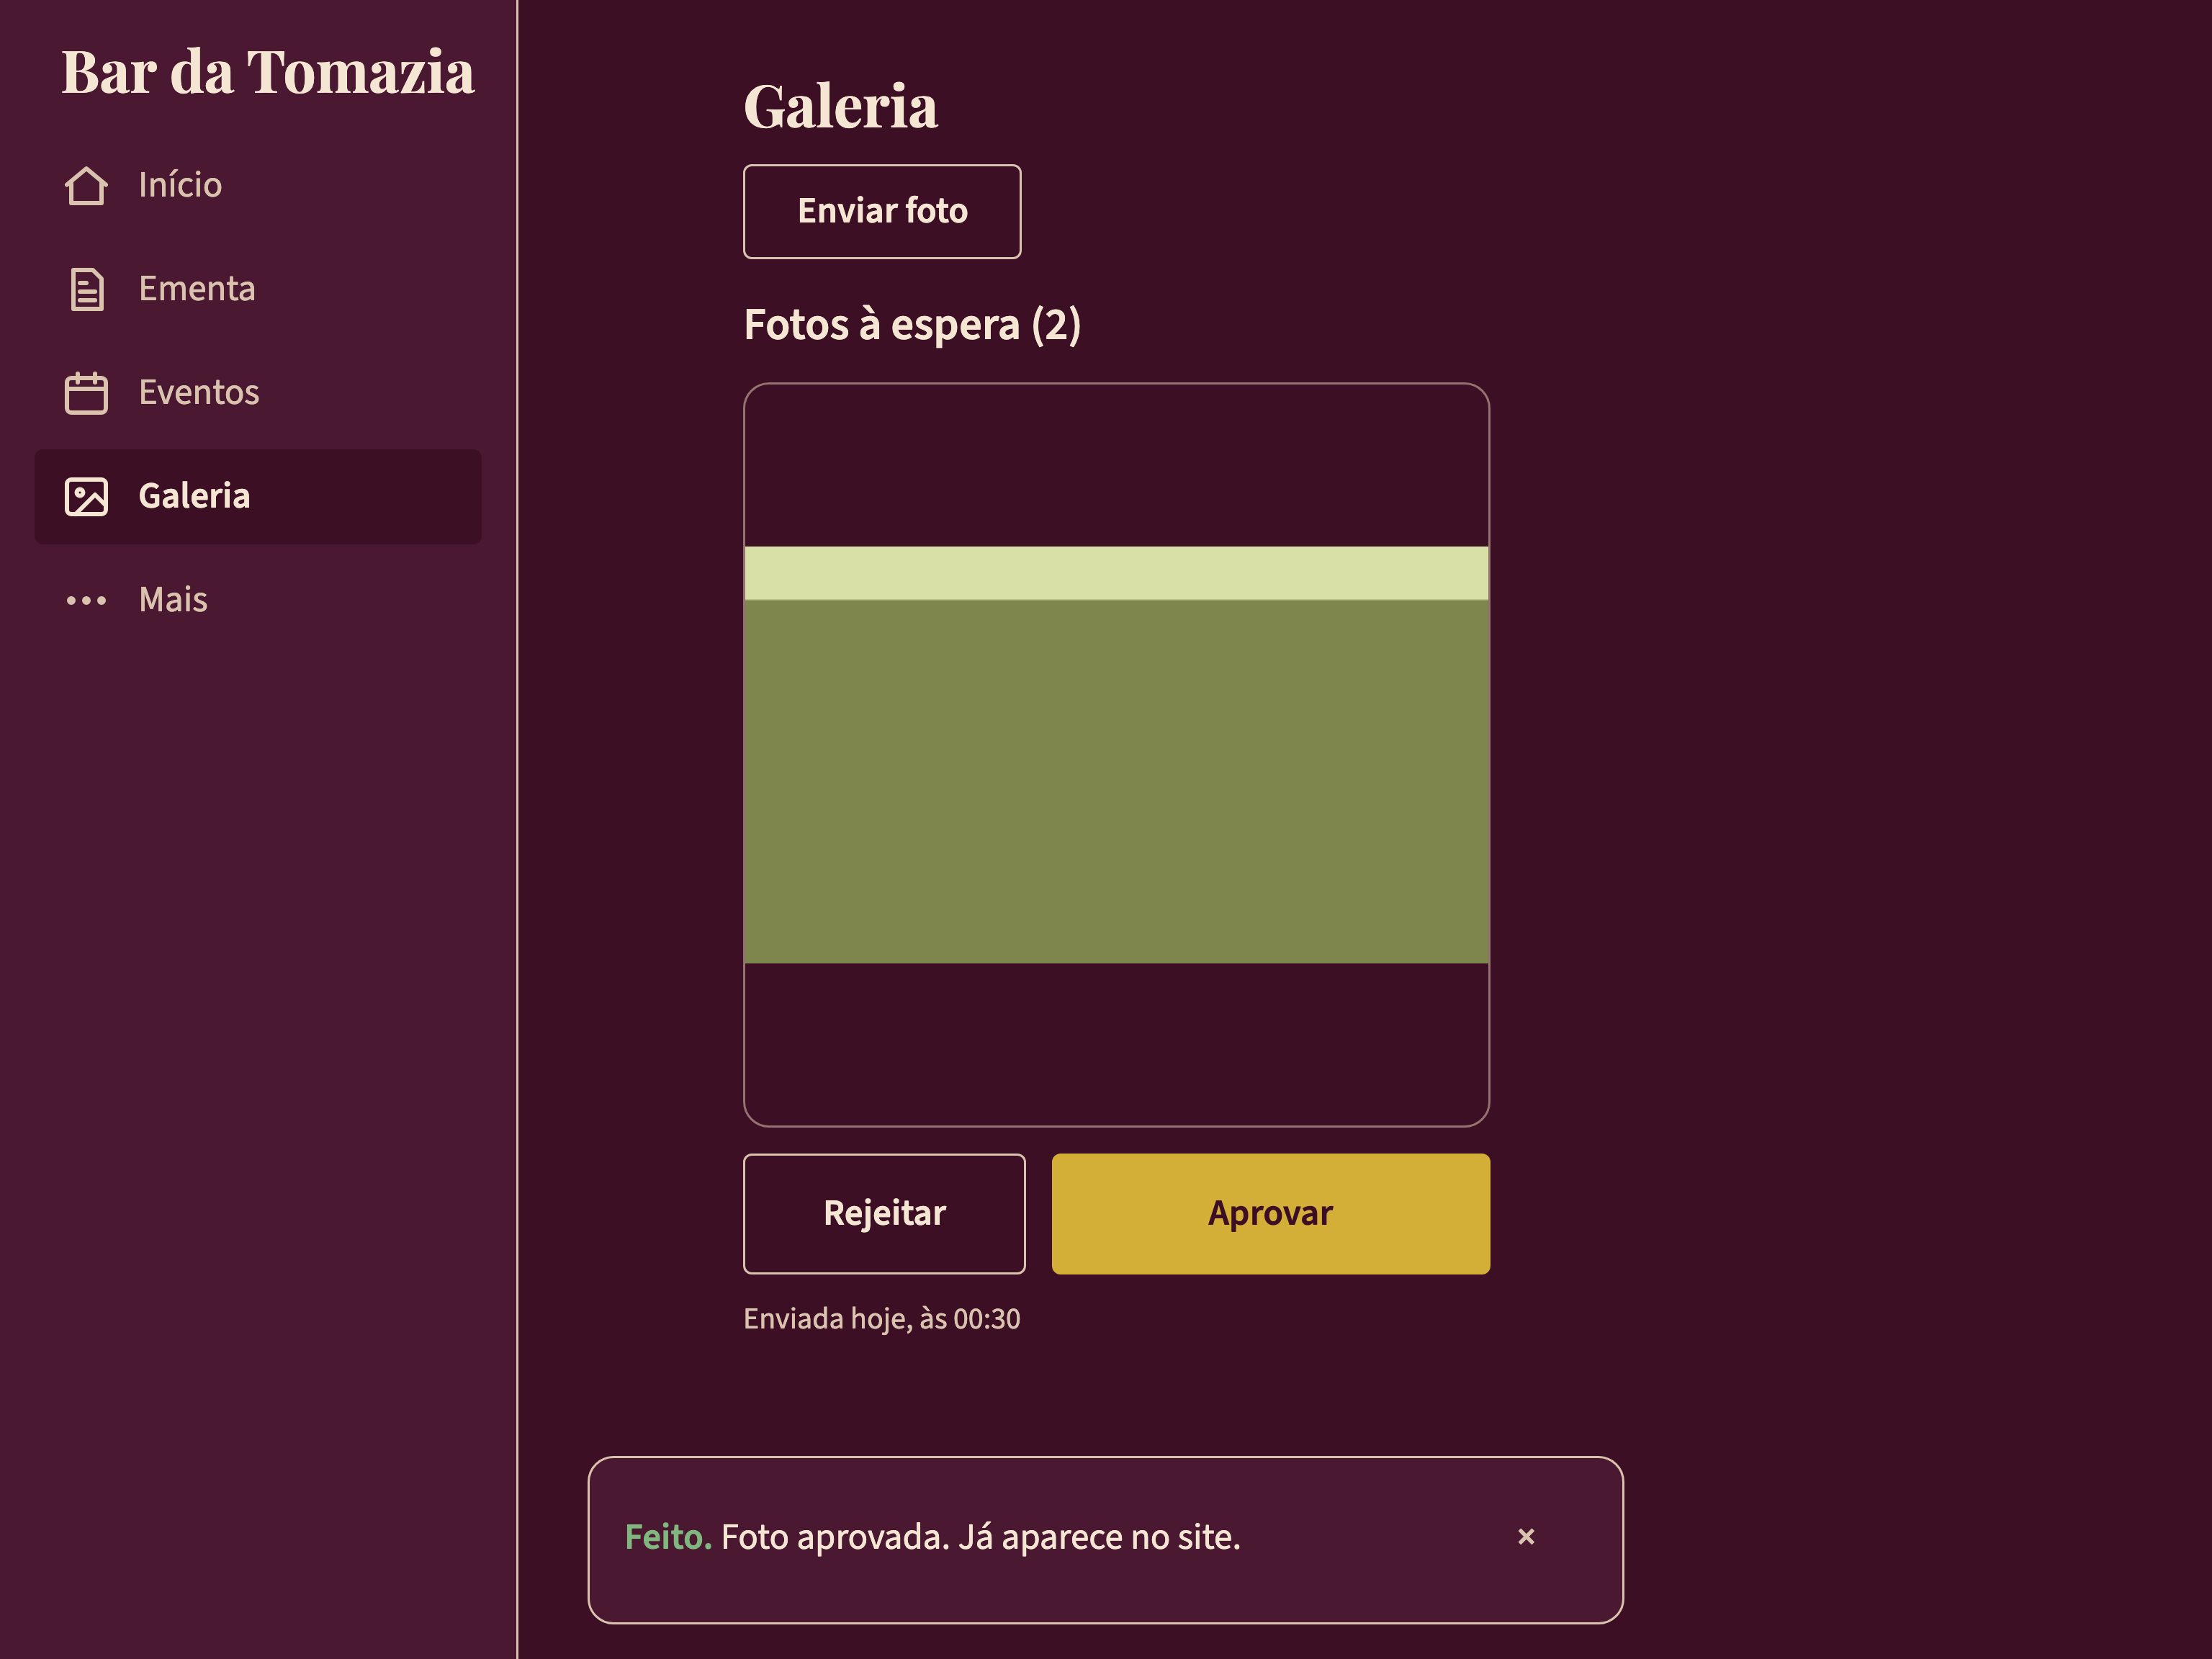 Bar da Tomazia
Início
Ementa
Eventos
Galeria
Mais
Galeria
Enviar foto
Fotos à espera (2)
Rejeitar
Aprovar
Enviada hoje, às 00:30
Feito. Foto aprovada. Já aparece no site.